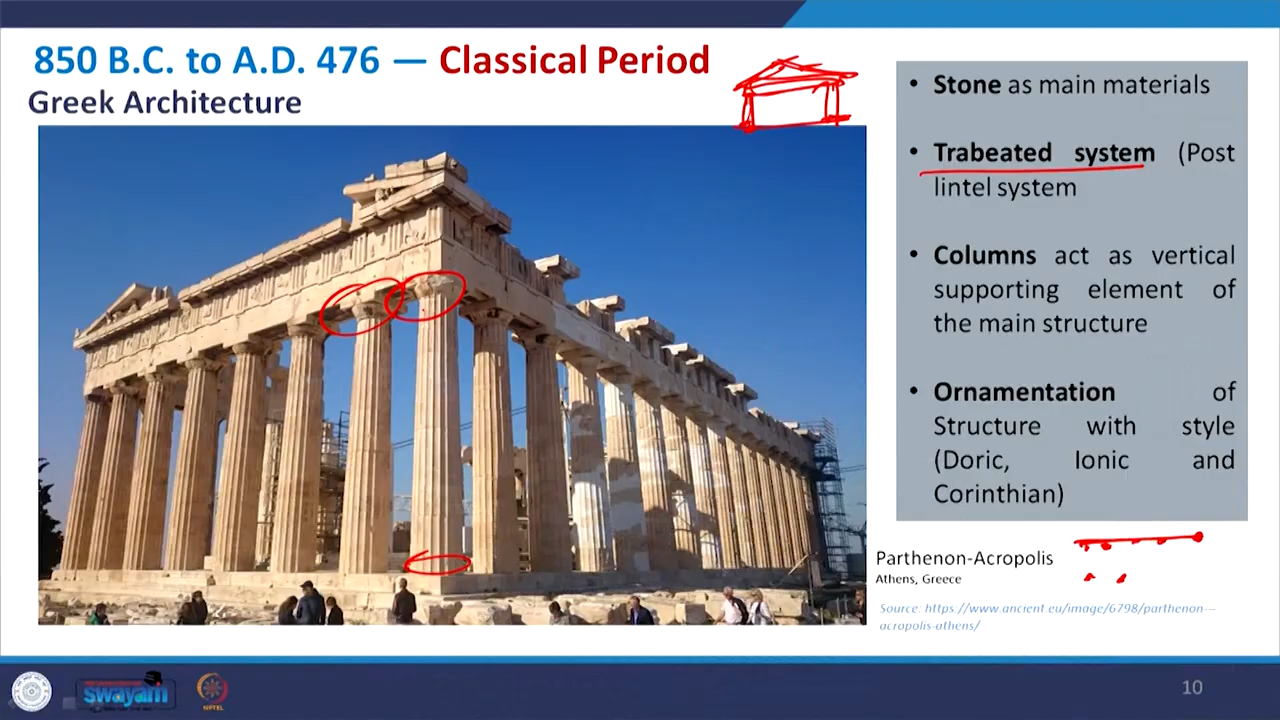 850 B.C. to A.D. 476 — Classical Period
Greek Architecture
• Stone as main materials
• Trabeated system (Post
lintel system
• Columns act as vertical
supporting element of
the main structure
• Ornamentation of
Structure with style
(Doric, Ionic and
Corinthian)
Parthenon-Acropolis
Athens, Greece
Source: https://www.ancient.eu/image/6798/parthenon---
acropolis-athens/
swayam
NPTEL
10